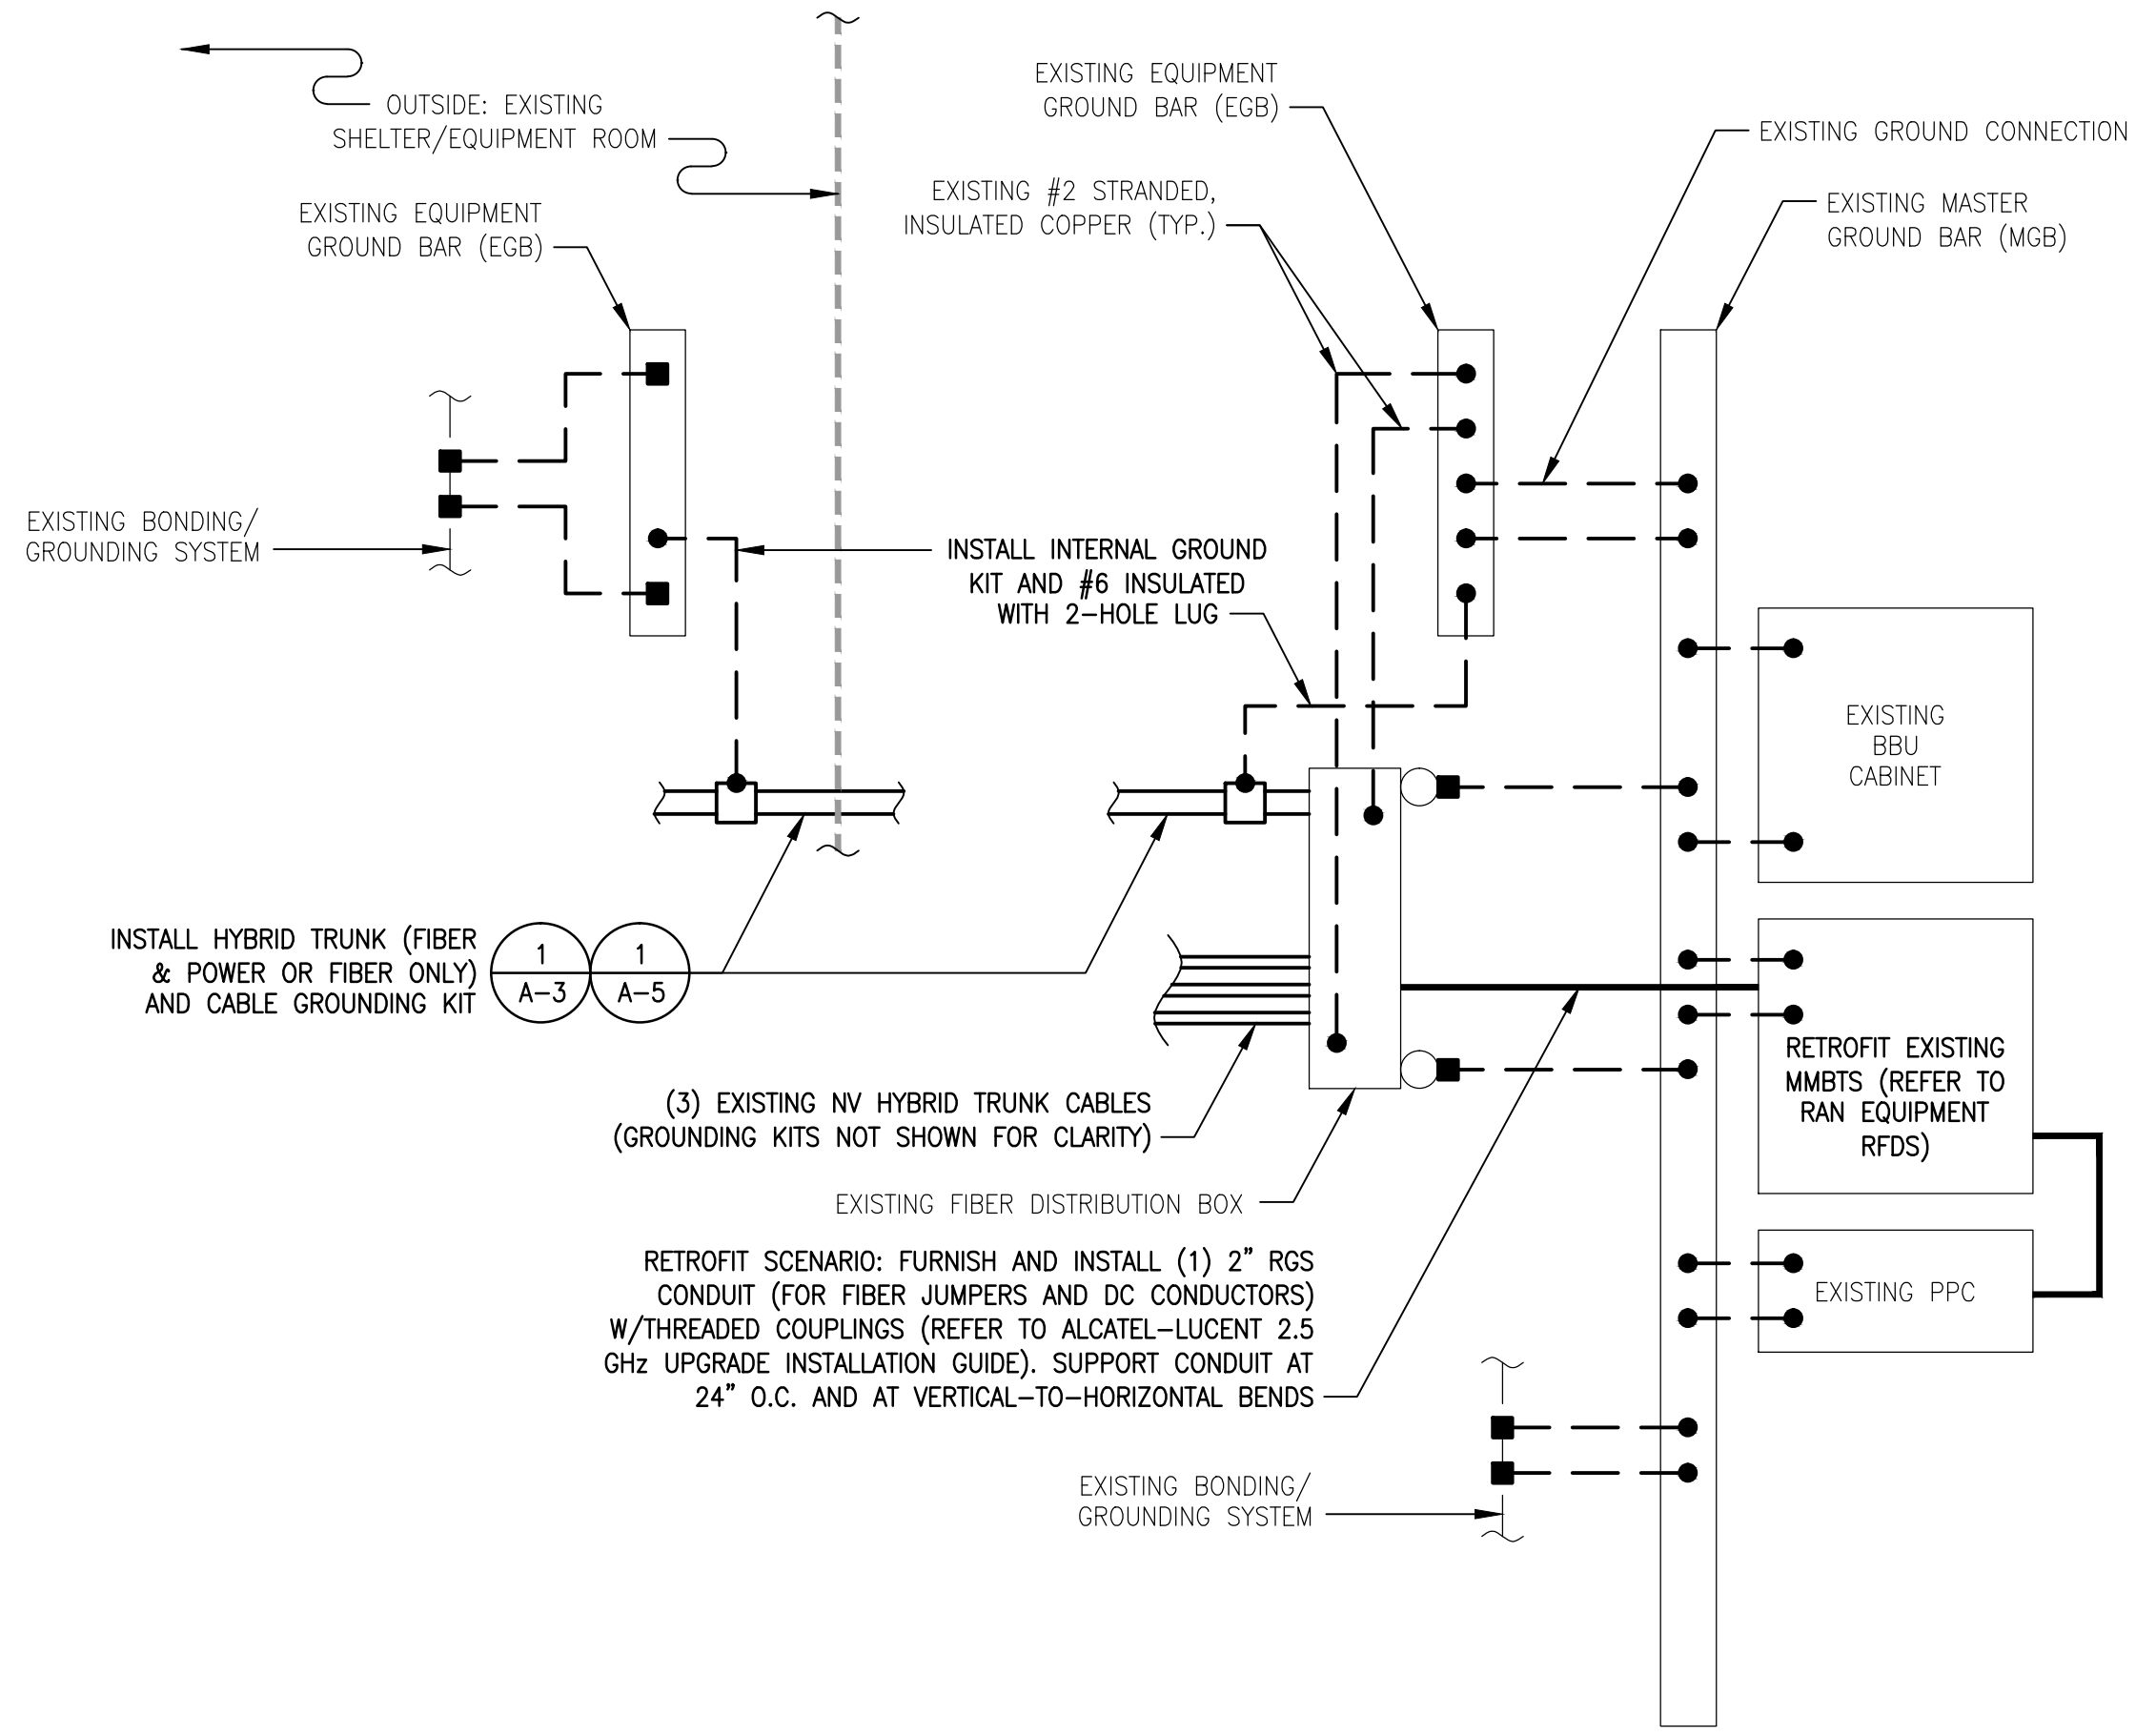 OUTSIDE: EXISTING
SHELTER/EQUIPMENT ROOM
EXISTING EQUIPMENT
GROUND BAR (EGB)
EXISTING GROUND CONNECTION
EXISTING #2 STRANDED,
INSULATED COPPER (TYP.)
EXISTING MASTER
GROUND BAR (MGB)
EXISTING EQUIPMENT
GROUND BAR (EGB)
EXISTING BONDING/
GROUNDING SYSTEM
INSTALL INTERNAL GROUND
KIT AND #6 INSULATED
WITH 2-HOLE LUG
EXISTING
BBU
CABINET
INSTALL HYBRID TRUNK (FIBER
& POWER OR FIBER ONLY)
AND CABLE GROUNDING KIT
1
A-3
1
A-5
RETROFIT EXISTING
MMBTS (REFER TO
RAN EQUIPMENT
RFDS)
(3) EXISTING NV HYBRID TRUNK CABLES
(GROUNDING KITS NOT SHOWN FOR CLARITY)
EXISTING FIBER DISTRIBUTION BOX
RETROFIT SCENARIO: FURNISH AND INSTALL (1) 2" RGS
CONDUIT (FOR FIBER JUMPERS AND DC CONDUCTORS)
W/THREADED COUPLINGS (REFER TO ALCATEL-LUCENT 2.5
GHz UPGRADE INSTALLATION GUIDE). SUPPORT CONDUIT AT
24" O.C. AND AT VERTICAL-TO-HORIZONTAL BENDS
EXISTING PPC
EXISTING BONDING/
GROUNDING SYSTEM